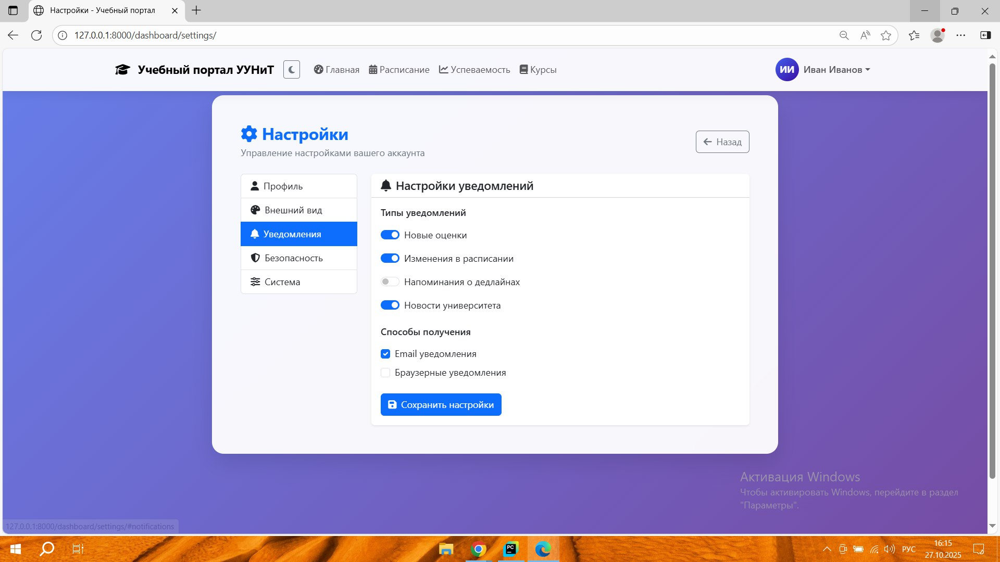 Настройки - Учебный портал
127.0.0.1:8000/dashboard/settings/
Учебный портал УУНиТ
Главная
Расписание
Успеваемость
Курсы
ИИ
Иван Иванов
Настройки
Управление настройками вашего аккаунта
Назад
Профиль
Внешний вид
Уведомления
Безопасность
Система
Настройки уведомлений
Типы уведомлений
Новые оценки
Изменения в расписании
Напоминания о дедлайнах
Новости университета
Способы получения
Email уведомления
Браузерные уведомления
Сохранить настройки
Активация Windows
Чтобы активировать Windows, перейдите в раздел
"Параметры".
127.0.0.1:8000/dashboard/settings/#notifications
PC
РУС
16:15
27.10.2025